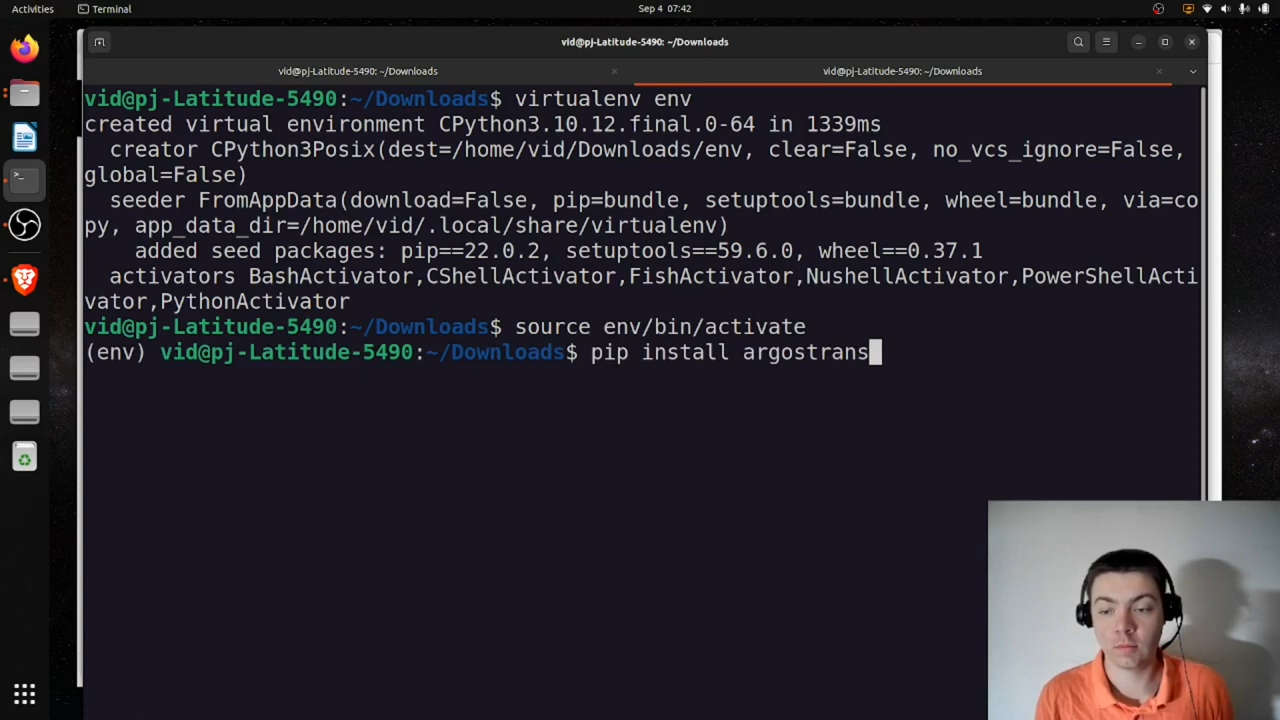 Activities
Terminal
Sep 4 07:42
vid@pj-Latitude-5490: ~/Downloads
vid@pj-Latitude-5490: ~/Downloads
vid@pj-Latitude-5490: ~/Downloads
vid@pj-Latitude-5490:~/Downloads$ virtualenv env
created virtual environment CPython3.10.12.final.0-64 in 1339ms
creator CPython3Posix(dest=/home/vid/Downloads/env, clear=False, no_vcs_ignore=False,
global=False)
seeder FromAppData(download=False, pip=bundle, setuptools=bundle, wheel=bundle, via=co
py, app_data_dir=/home/vid/.local/share/virtualenv)
added seed packages: pip==22.0.2, setuptools==59.6.0, wheel==0.37.1
activators BashActivator,CShellActivator,FishActivator,NushellActivator,PowerShellActi
vator,PythonActivator
vid@pj-Latitude-5490:~/Downloads$ source env/bin/activate
(env) vid@pj-Latitude-5490:~/Downloads$ pip install argostrans